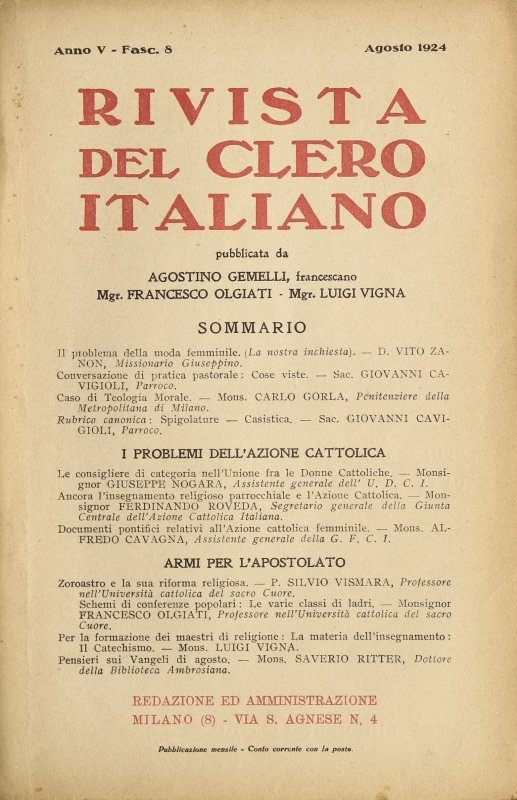 Anno V - Fasc. 8
Agosto 1924
RIVISTA
DEL CLERO
ITALIANO
pubblicata da
AGOSTINO GEMELLI, francescano
Mgr. FRANCESCO OLGIATI - Mgr. LUIGI VIGNA
SOMMARIO
Il problema della moda femminile. (La nostra inchiesta). — D. VITO ZA-
NON, Missionario Giuseppino.
Conversazione di pratica pastorale: Cose viste. — Sac. GIOVANNI CA-
VIGIOLI, Parroco.
Caso di Teologia Morale. — Mons. CARLO GORLA, Penitenziere della
Metropolitana di Milano.
Rubrica canonica: Spigolature — Casistica. — Sac. GIOVANNI CAVI-
GIOLI, Parroco.
I PROBLEMI DELL'AZIONE CATTOLICA
Le consigliere di categoria nell'Unione fra le Donne Cattoliche. — Monsi-
gnor GIUSEPPE NOGARA, Assistente generale dell' U. D. C. I.
Ancora l'insegnamento religioso parrocchiale e l'Azione Cattolica. — Mon-
signor FERDINANDO ROVEDA, Segretario generale della Giunta
Centrale dell'Azione Cattolica Italiana.
Documenti pontifici relativi all'Azione cattolica femminile. — Mons. AL-
FREDO CAVAGNA, Assistente generale della G. F. C. I.
ARMI PER L'APOSTOLATO
Zoroastro e la sua riforma religiosa. — P. SILVIO VISMARA, Professore
nell'Università cattolica del sacro Cuore.
Schemi di conferenze popolari: Le varie classi di ladri. — Monsignor
FRANCESCO OLGIATI, Professore nell'Università cattolica del sacro
Cuore.
Per la formazione dei maestri di religione: La materia dell'insegnamento:
Il Catechismo. — Mons. LUIGI VIGNA.
Pensieri sui Vangeli di agosto. — Mons. SAVERIO RITTER, Dottore
della Biblioteca Ambrosiana.
REDAZIONE ED AMMINISTRAZIONE
MILANO (8) - VIA S. AGNESE N. 4
Pubblicazione mensile - Conto corrente con la posta.